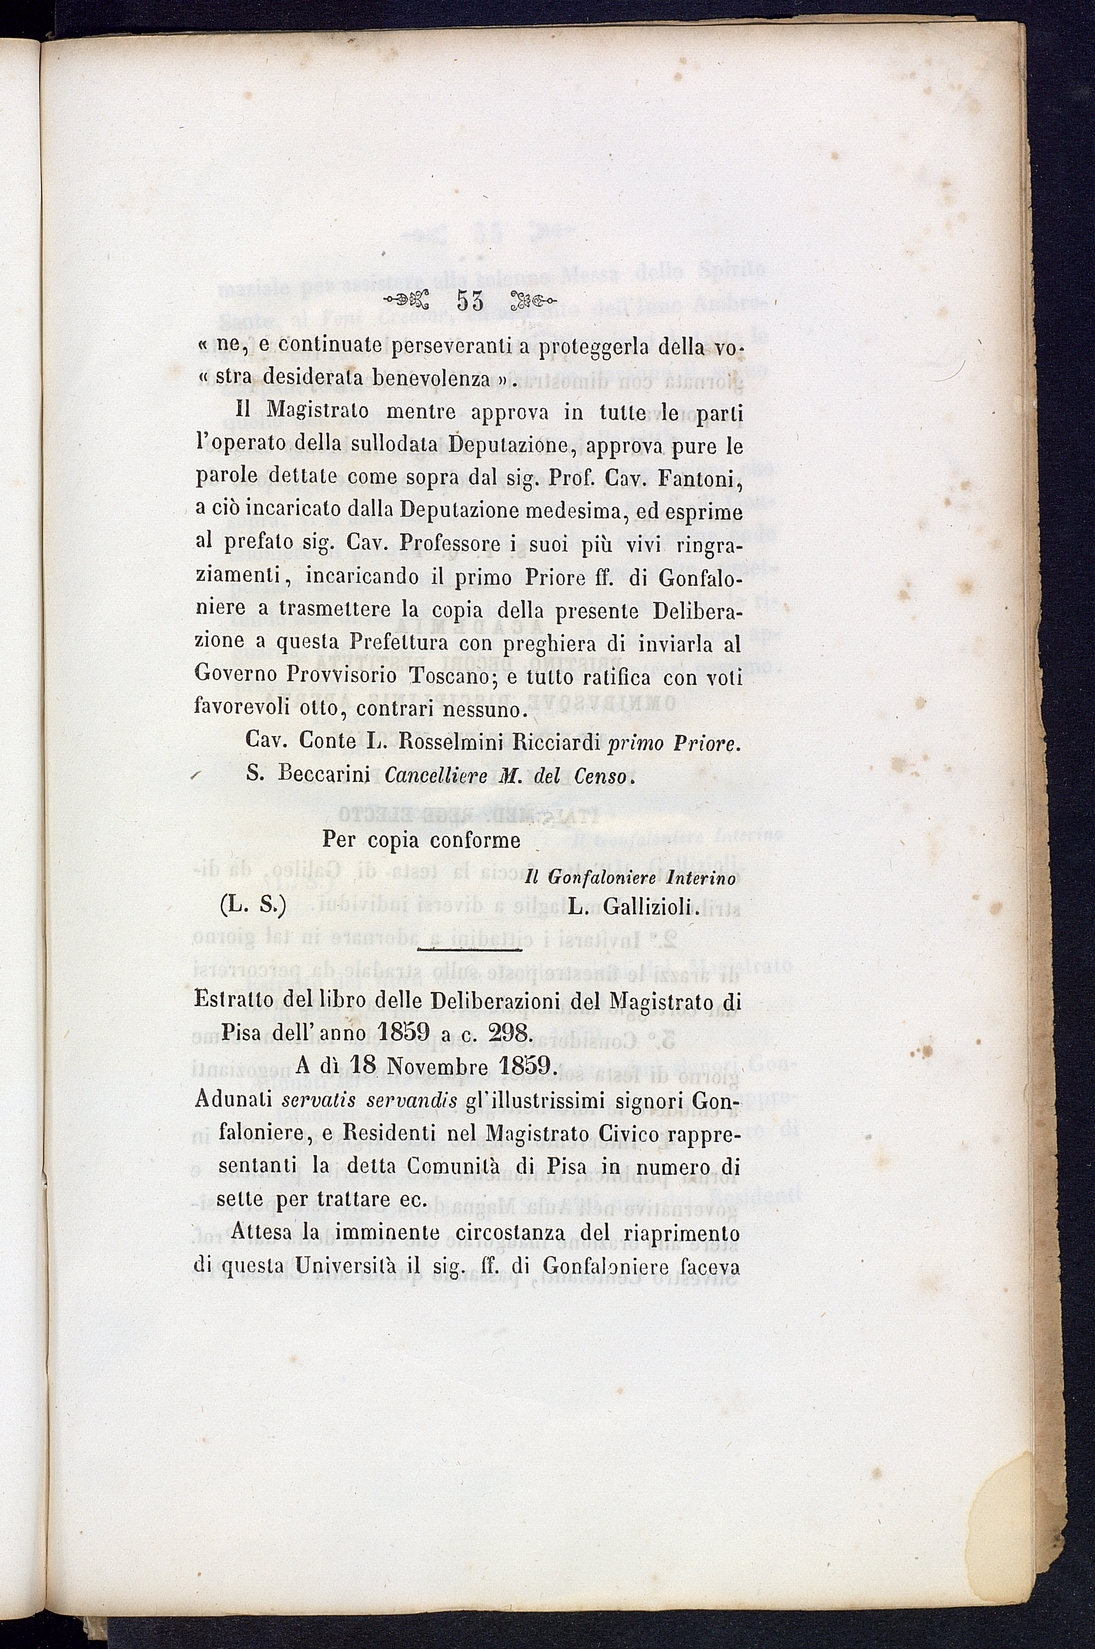 53
« ne, e continuate perseveranti a proteggerla della vo-
« stra desiderata benevolenza ».
Il Magistrato mentre approva in tutte le parti
l'operato della sullodata Deputazione, approva pure le
parole dettate come sopra dal sig. Prof. Cav. Fantoni,
a ciò incaricato dalla Deputazione medesima, ed esprime
al prefato sig. Cav. Professore i suoi più vivi ringra-
ziamenti, incaricando il primo Priore ff. di Gonfalo-
niere a trasmettere la copia della presente Delibera-
zione a questa Prefettura con preghiera di inviarla al
Governo Provvisorio Toscano; e tutto ratifica con voti
favorevoli otto, contrari nessuno.
Cav. Conte L. Rosselmini Ricciardi primo Priore.
S. Beccarini Cancelliere M. del Censo.
Per copia conforme
Il Gonfaloniere Interino
(L. S.) L. Gallizioli.
Estratto del libro delle Deliberazioni del Magistrato di
Pisa dell'anno 1859 a c. 298.
A dì 18 Novembre 1859.
Adunati servatis servandis gl'illustrissimi signori Gon-
faloniere, e Residenti nel Magistrato Civico rappre-
sentanti la detta Comunità di Pisa in numero di
sette per trattare ec.
Attesa la imminente circostanza del riaprimento
di questa Università il sig. ff. di Gonfaloniere faceva